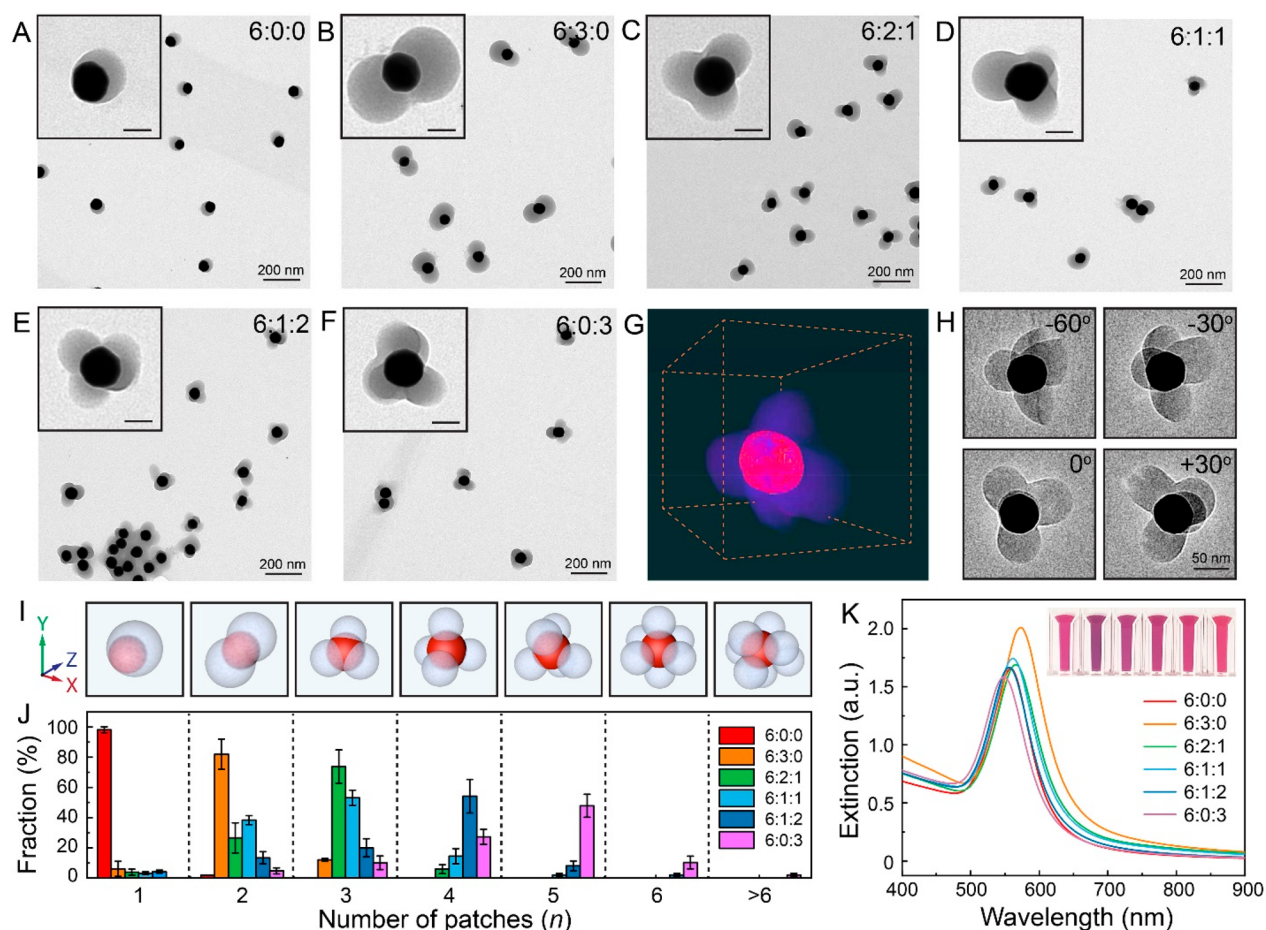 A
6:0:0
200 nm
B
6:3:0
200 nm
C
6:2:1
200 nm
D
6:1:1
200 nm
E
6:1:2
200 nm
F
6:0:3
200 nm
G
H
-60°
-30°
0°
+30°
50 nm
I
Y
Z
X
J
Fraction (%)
100
80
60
40
20
0
1
2
3
4
5
6
>6
Number of patches (n)
6:0:0
6:3:0
6:2:1
6:1:1
6:1:2
6:0:3
K
Extinction (a.u.)
2.0
1.5
1.0
0.5
0
400
500
600
700
800
900
Wavelength (nm)
6:0:0
6:3:0
6:2:1
6:1:1
6:1:2
6:0:3